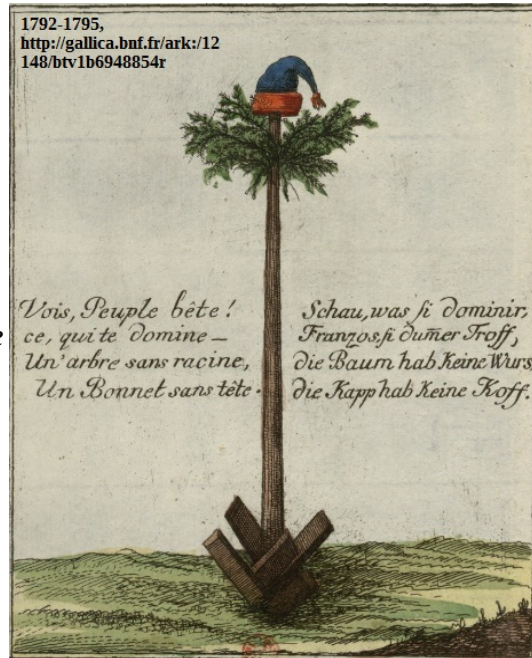 1792-1795,
http://gallica.bnf.fr/ark:/12
148/btv1b6948854r
Vois, Peuple bête!
ce, qui te domine –
Un' arbre sans racine,
Un Bonnet sans tête.
Schau, was si dominir,
Franzos, si dum̄er Troff,
die Baum hab Keine Wurs,
die Kapp hab Keine Koff.